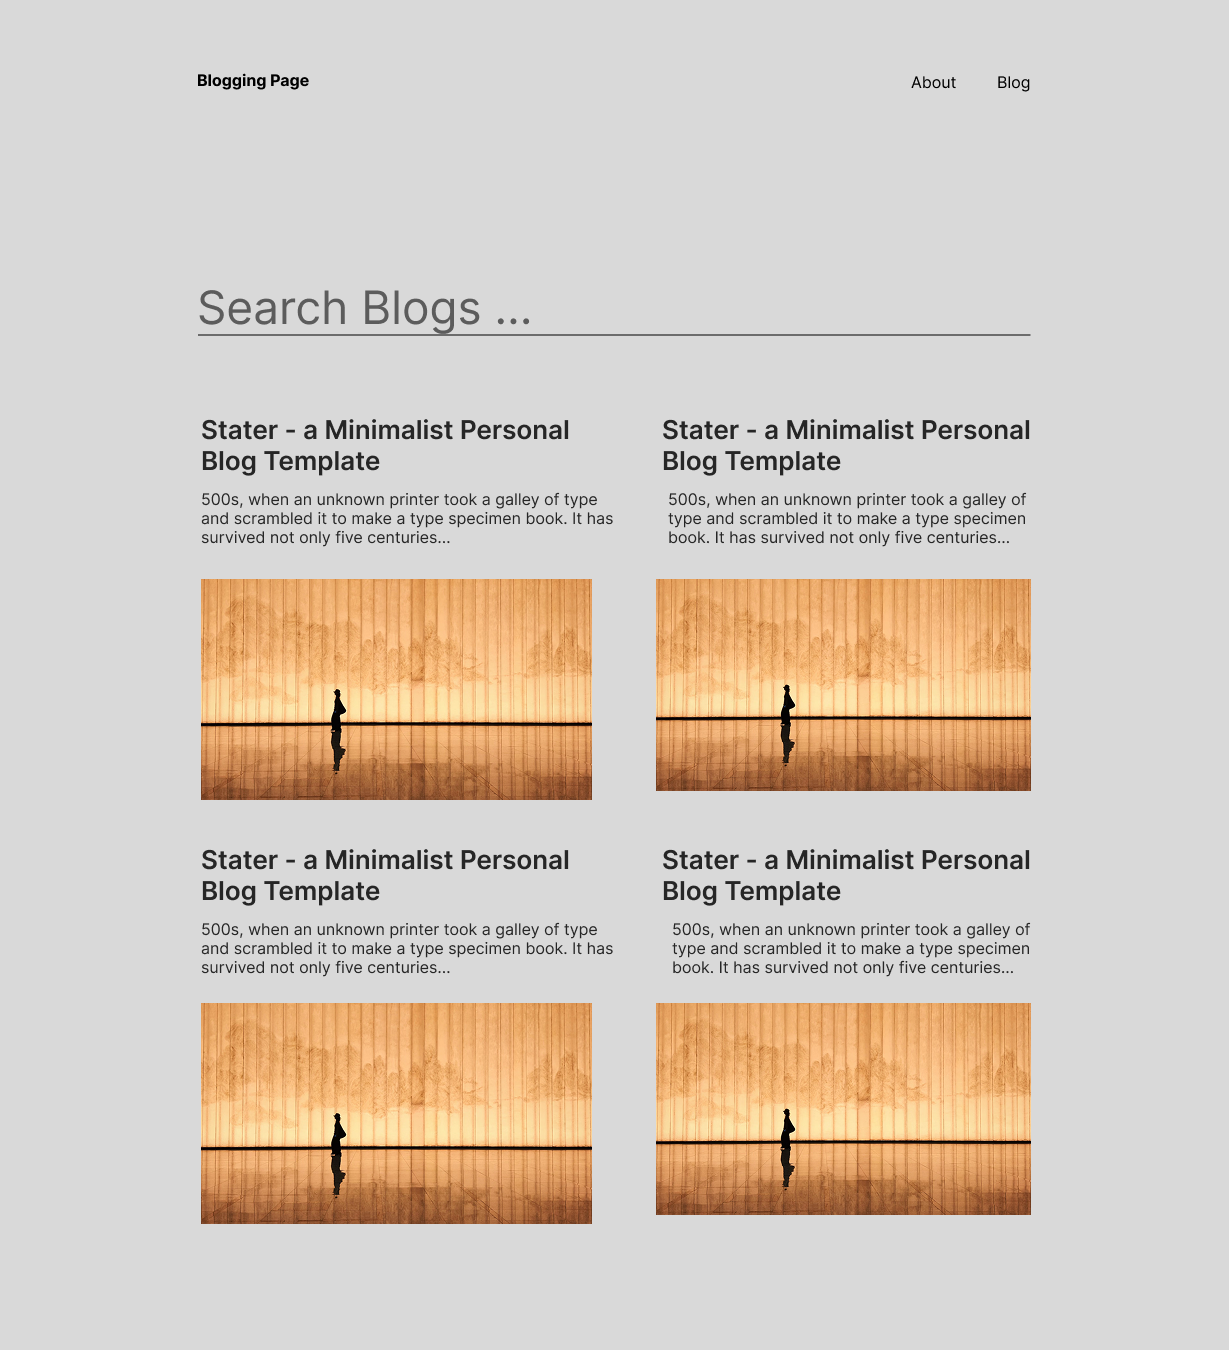 Blogging Page
About
Blog
Search Blogs ...
Stater - a Minimalist Personal
Blog Template
500s, when an unknown printer took a galley of type
and scrambled it to make a type specimen book. It has
survived not only five centuries...
Stater - a Minimalist Personal
Blog Template
500s, when an unknown printer took a galley of
type and scrambled it to make a type specimen
book. It has survived not only five centuries...
Stater - a Minimalist Personal
Blog Template
500s, when an unknown printer took a galley of type
and scrambled it to make a type specimen book. It has
survived not only five centuries...
Stater - a Minimalist Personal
Blog Template
500s, when an unknown printer took a galley of
type and scrambled it to make a type specimen
book. It has survived not only five centuries...